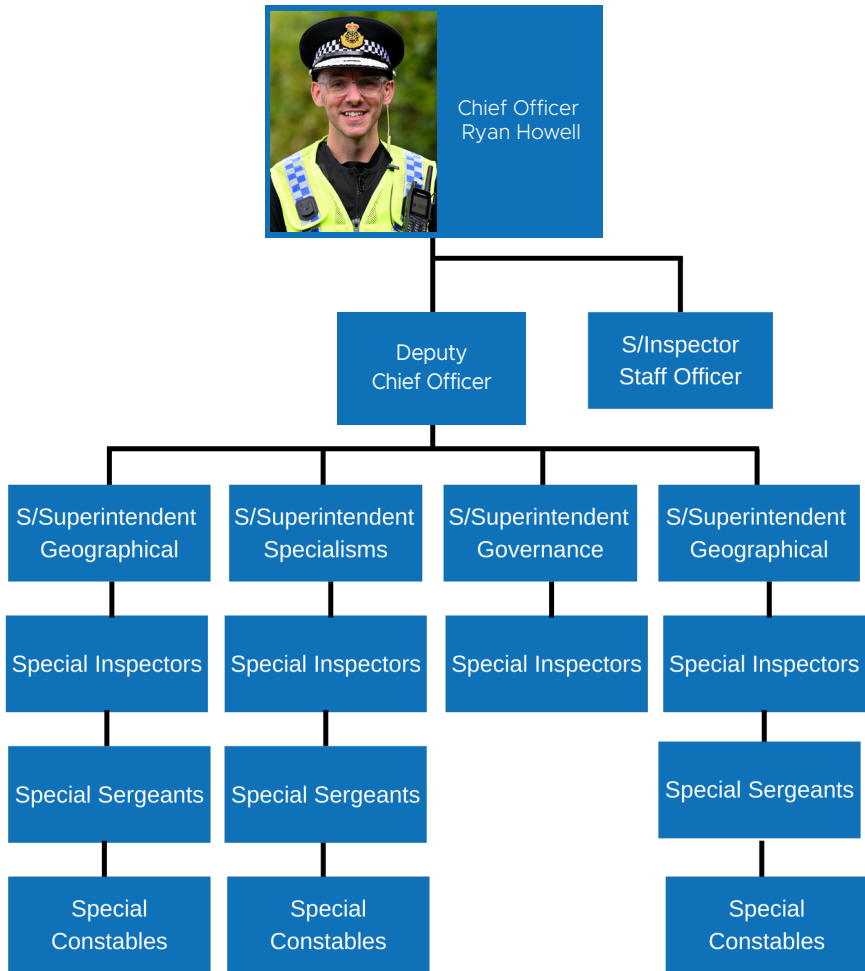 Chief Officer
Ryan Howell
Deputy
Chief Officer
S/Inspector
Staff Officer
S/Superintendent
Geographical
S/Superintendent
Specialisms
S/Superintendent
Governance
S/Superintendent
Geographical
Special Inspectors
Special Inspectors
Special Inspectors
Special Inspectors
Special Sergeants
Special Sergeants
Special Sergeants
Special
Constables
Special
Constables
Special
Constables